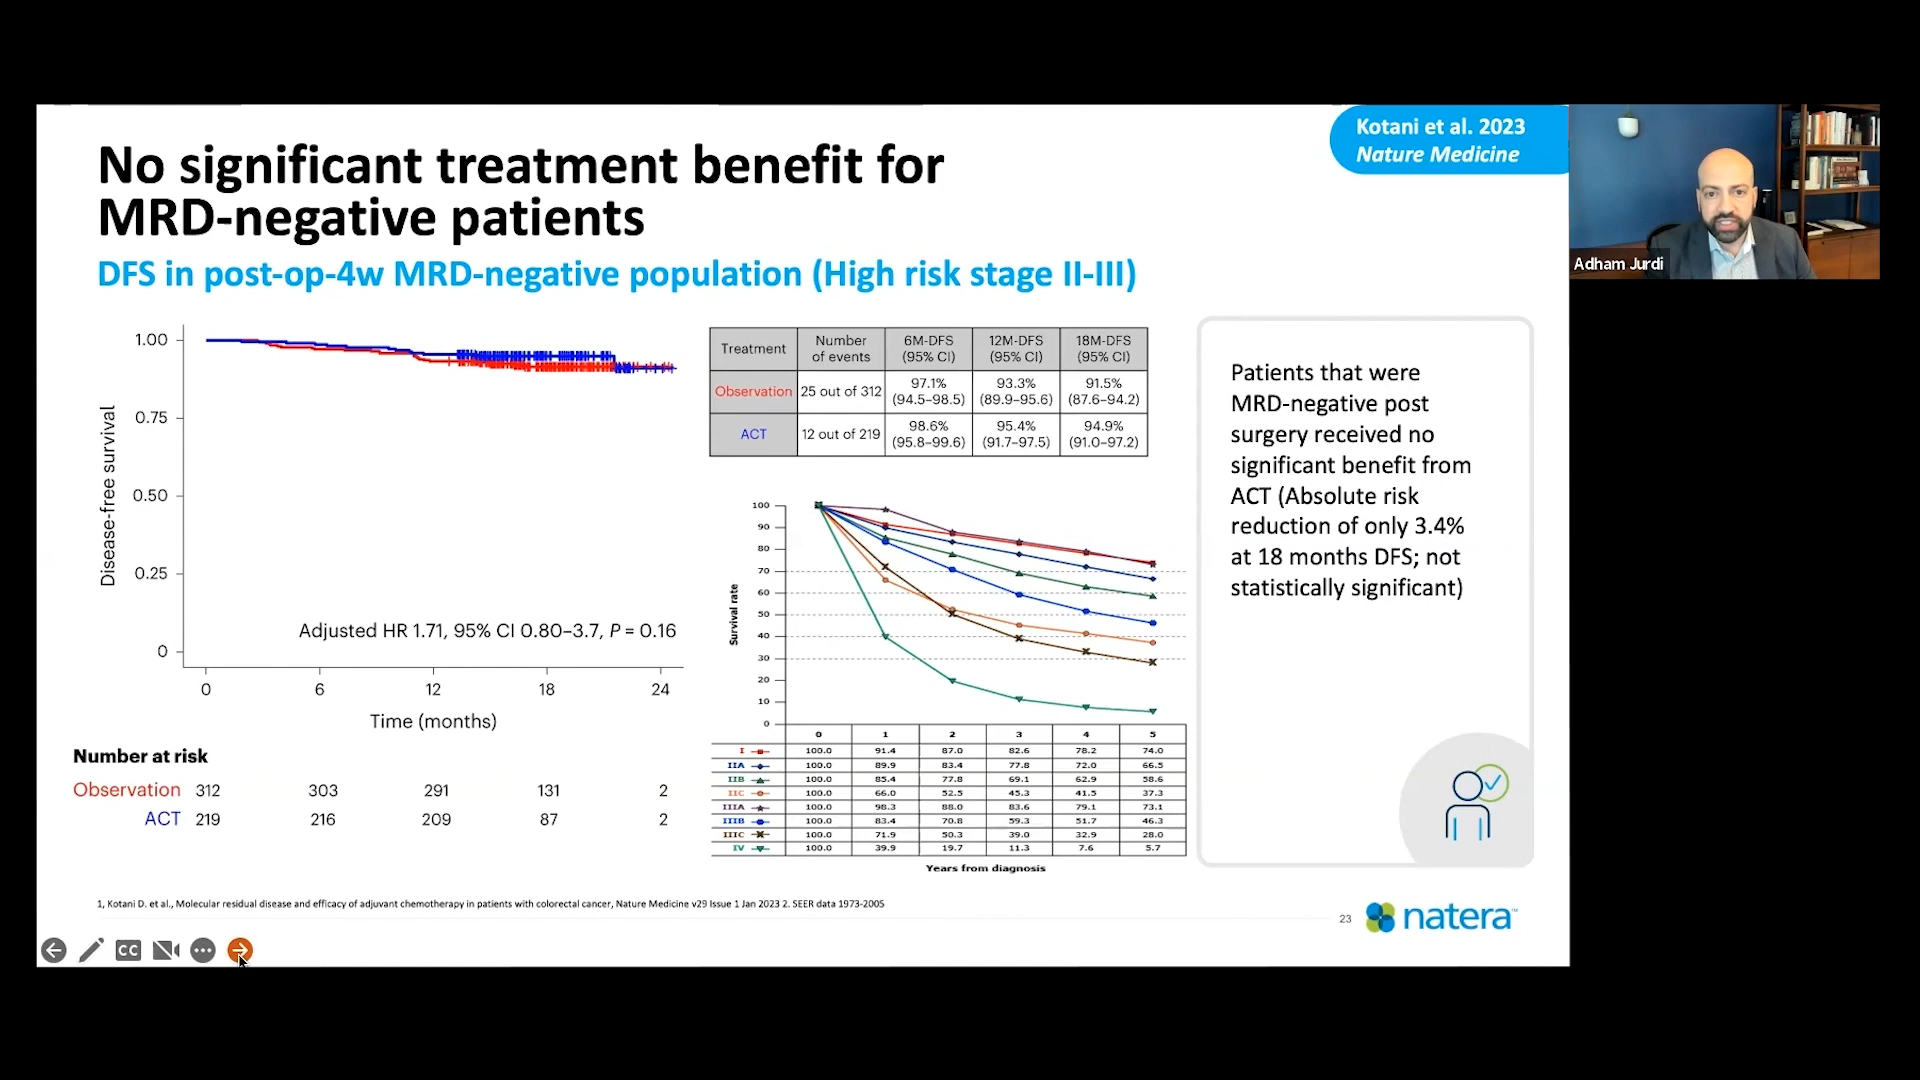 No significant treatment benefit for
MRD-negative patients
DFS in post-op-4w MRD-negative population (High risk stage II-III)
Kotani et al. 2023
Nature Medicine
Adham Jurdi
1.00
0.75
0.50
0.25
0
Disease-free survival
Adjusted HR 1.71, 95% CI 0.80–3.7, P = 0.16
0 6 12 18 24
Time (months)
Number at risk
Observation 312 303 291 131 2
ACT 219 216 209 87 2
Treatment Number of events 6M-DFS (95% CI) 12M-DFS (95% CI) 18M-DFS (95% CI)
Observation 25 out of 312 97.1% (94.5–98.5) 93.3% (89.9–95.6) 91.5% (87.6–94.2)
ACT 12 out of 219 98.6% (95.8–99.6) 95.4% (91.7–97.5) 94.9% (91.0–97.2)
100
90
80
70
60
50
40
30
20
10
0
Survival rate
0 1 2 3 4 5
I 100.0 91.4 87.0 82.6 78.2 74.0
IIA 100.0 89.9 83.4 77.8 72.0 66.5
IIB 100.0 85.4 77.8 69.1 62.9 58.6
IIC 100.0 66.0 52.5 45.3 41.5 37.3
IIIA 100.0 98.3 88.0 83.6 79.1 73.1
IIIB 100.0 83.4 70.8 59.3 51.7 46.3
IIIC 100.0 71.9 50.3 39.0 32.9 28.0
IV 100.0 39.9 19.7 11.3 7.6 5.7
Years from diagnosis
Patients that were
MRD-negative post
surgery received no
significant benefit from
ACT (Absolute risk
reduction of only 3.4%
at 18 months DFS; not
statistically significant)
1, Kotani D. et al., Molecular residual disease and efficacy of adjuvant chemotherapy in patients with colorectal cancer, Nature Medicine v29 Issue 1 Jan 2023 2. SEER data 1973-2005
23
natera™
CC